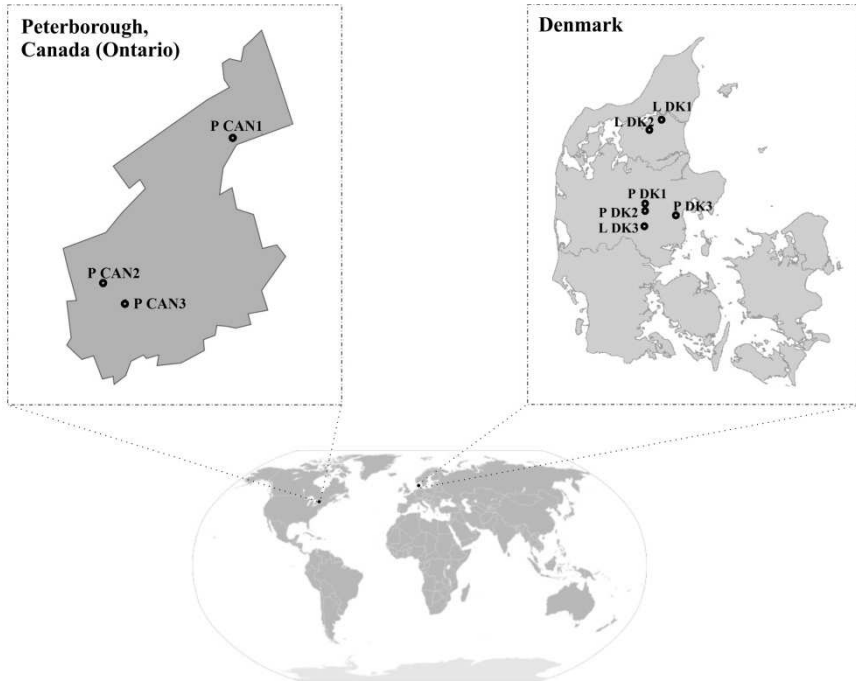 Peterborough,
Canada (Ontario)
P CAN1
P CAN2
P CAN3
Denmark
L DK1
L DK2
P DK1
P DK2
P DK3
L DK3